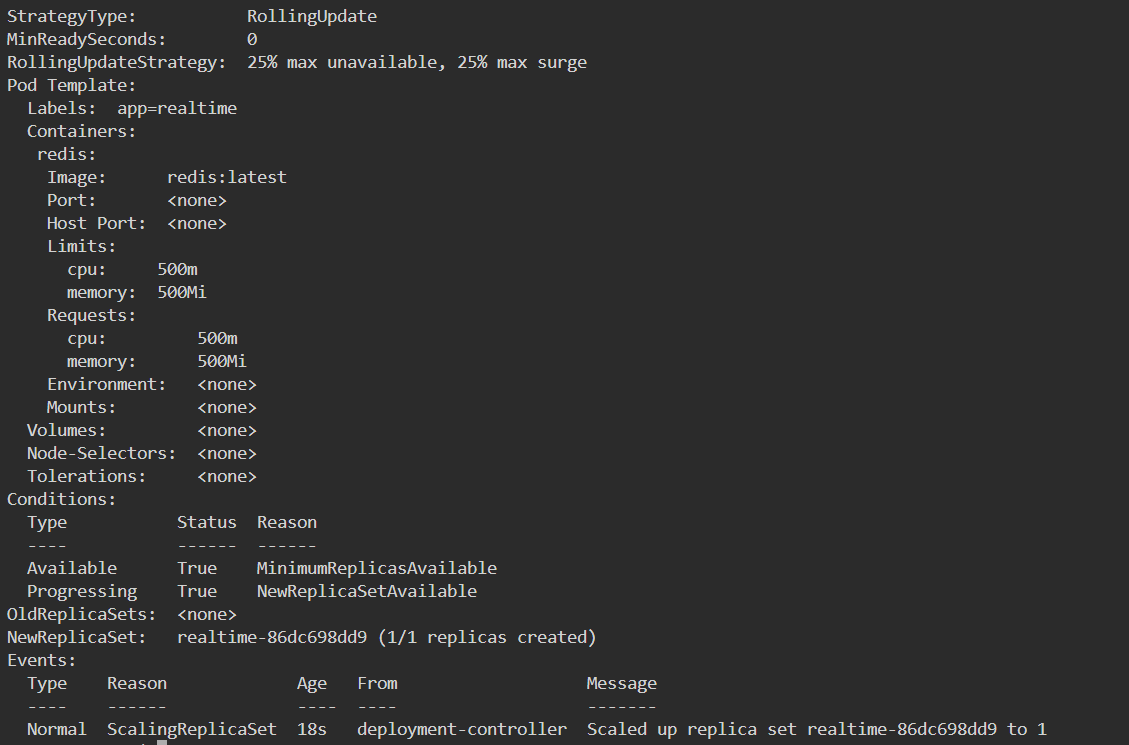 StrategyType:           RollingUpdate
MinReadySeconds:        0
RollingUpdateStrategy:  25% max unavailable, 25% max surge
Pod Template:
  Labels:  app=realtime
  Containers:
   redis:
    Image:      redis:latest
    Port:       <none>
    Host Port:  <none>
    Limits:
      cpu:     500m
      memory:  500Mi
    Requests:
      cpu:         500m
      memory:      500Mi
    Environment:   <none>
    Mounts:        <none>
  Volumes:         <none>
  Node-Selectors:  <none>
  Tolerations:     <none>
Conditions:
  Type           Status  Reason
  ----           ------  ------
  Available      True    MinimumReplicasAvailable
  Progressing    True    NewReplicaSetAvailable
OldReplicaSets:  <none>
NewReplicaSet:   realtime-86dc698dd9 (1/1 replicas created)
Events:
  Type    Reason             Age   From                   Message
  ----    ------             ----  ----                   -------
  Normal  ScalingReplicaSet  18s   deployment-controller  Scaled up replica set realtime-86dc698dd9 to 1